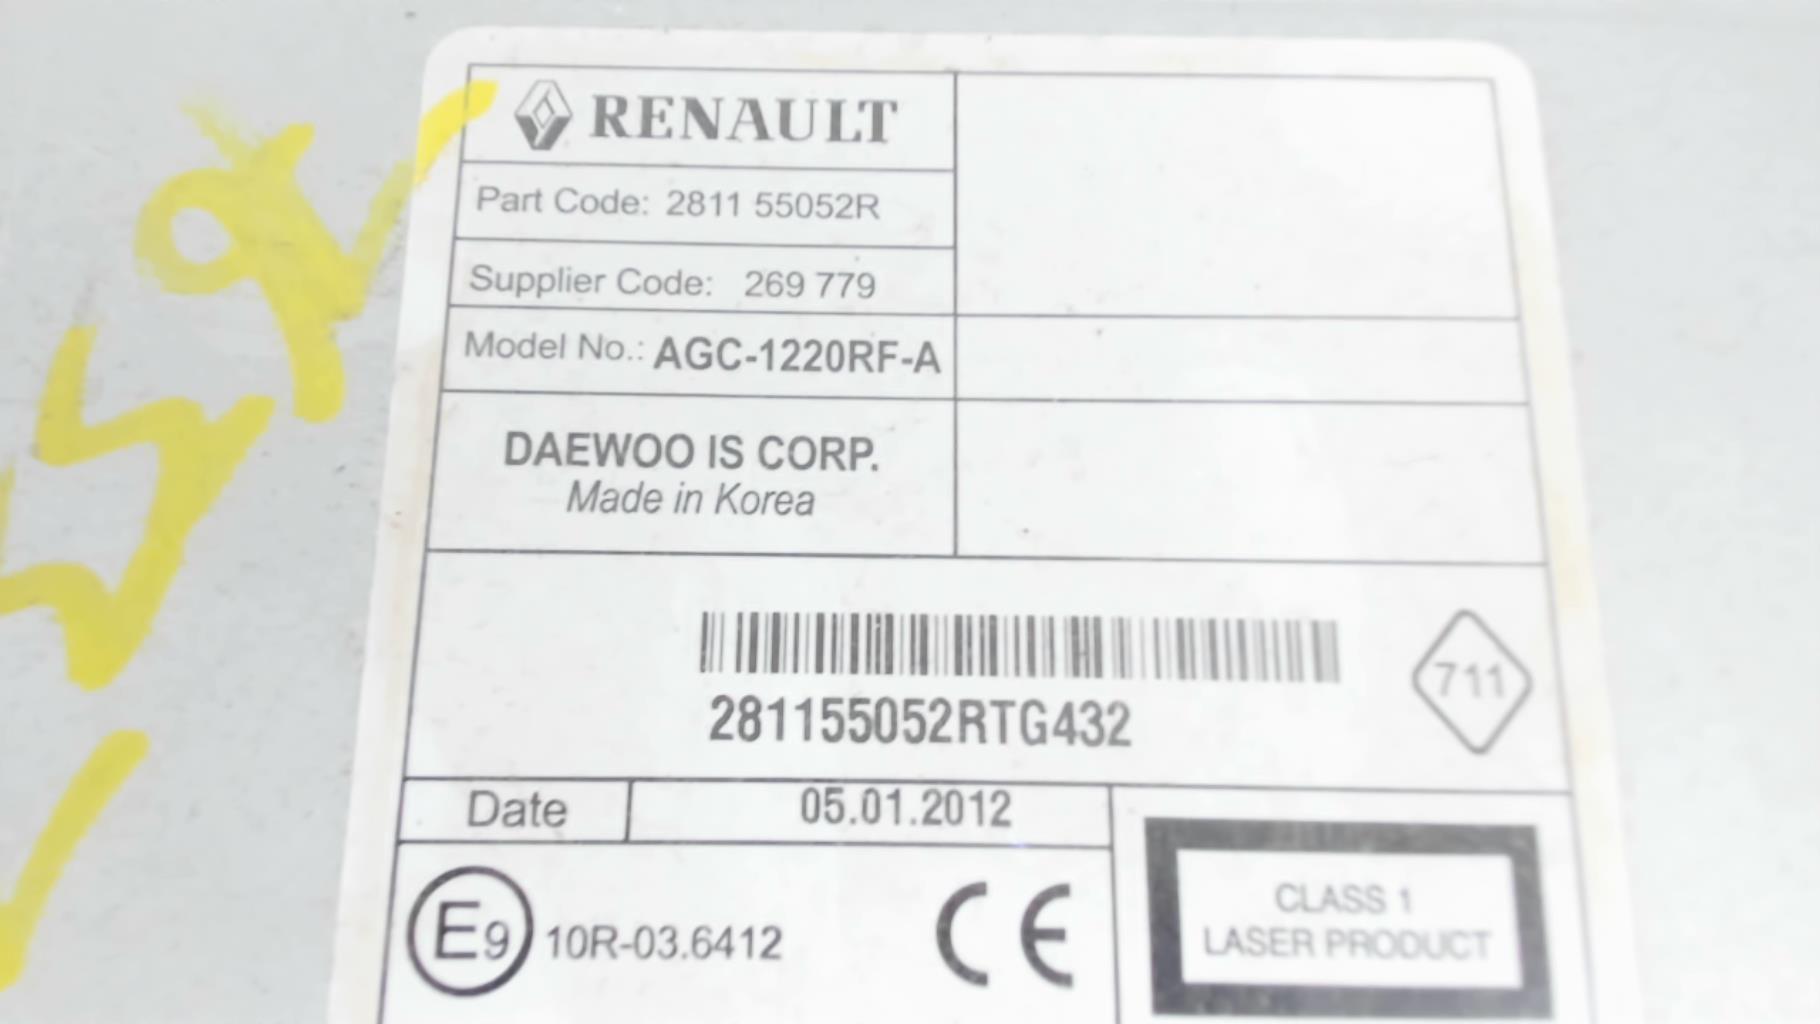 RENAULT
Part Code: 2811 55052R
Supplier Code: 269 779
Model No.: AGC-1220RF-A
DAEWOO IS CORP.
Made in Korea
281155052RTG432
711
Date 05.01.2012
E9 10R-03.6412
CE
CLASS 1
LASER PRODUCT